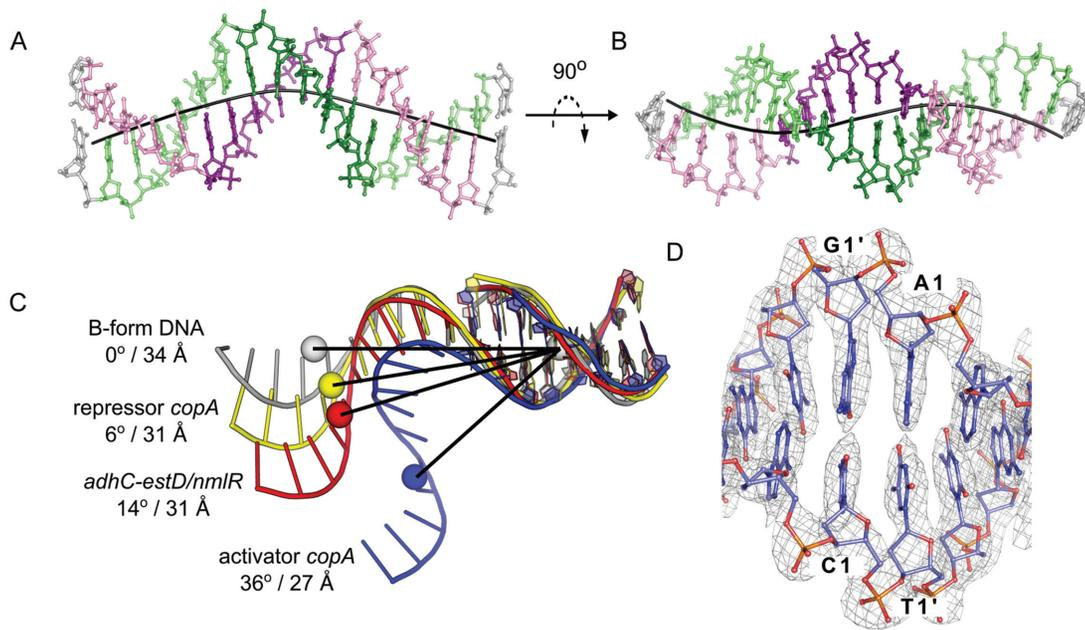 A
B
90°
C
B-form DNA
0° / 34 Å
repressor copA
6° / 31 Å
adhC-estD/nmlR
14° / 31 Å
activator copA
36° / 27 Å
D
G1'
A1
C1
T1'